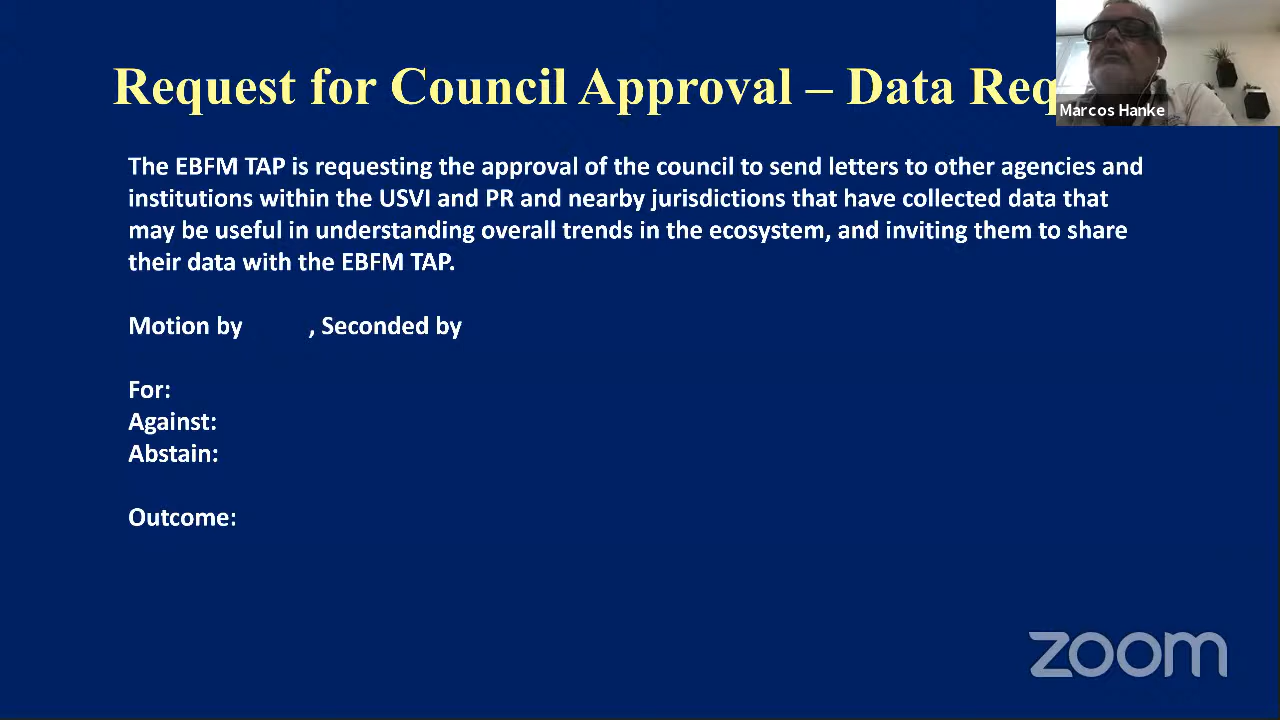 Request for Council Approval – Data Req
Marcos Hanke
The EBFM TAP is requesting the approval of the council to send letters to other agencies and
institutions within the USVI and PR and nearby jurisdictions that have collected data that
may be useful in understanding overall trends in the ecosystem, and inviting them to share
their data with the EBFM TAP.
Motion by , Seconded by
For:
Against:
Abstain:
Outcome:
zoom